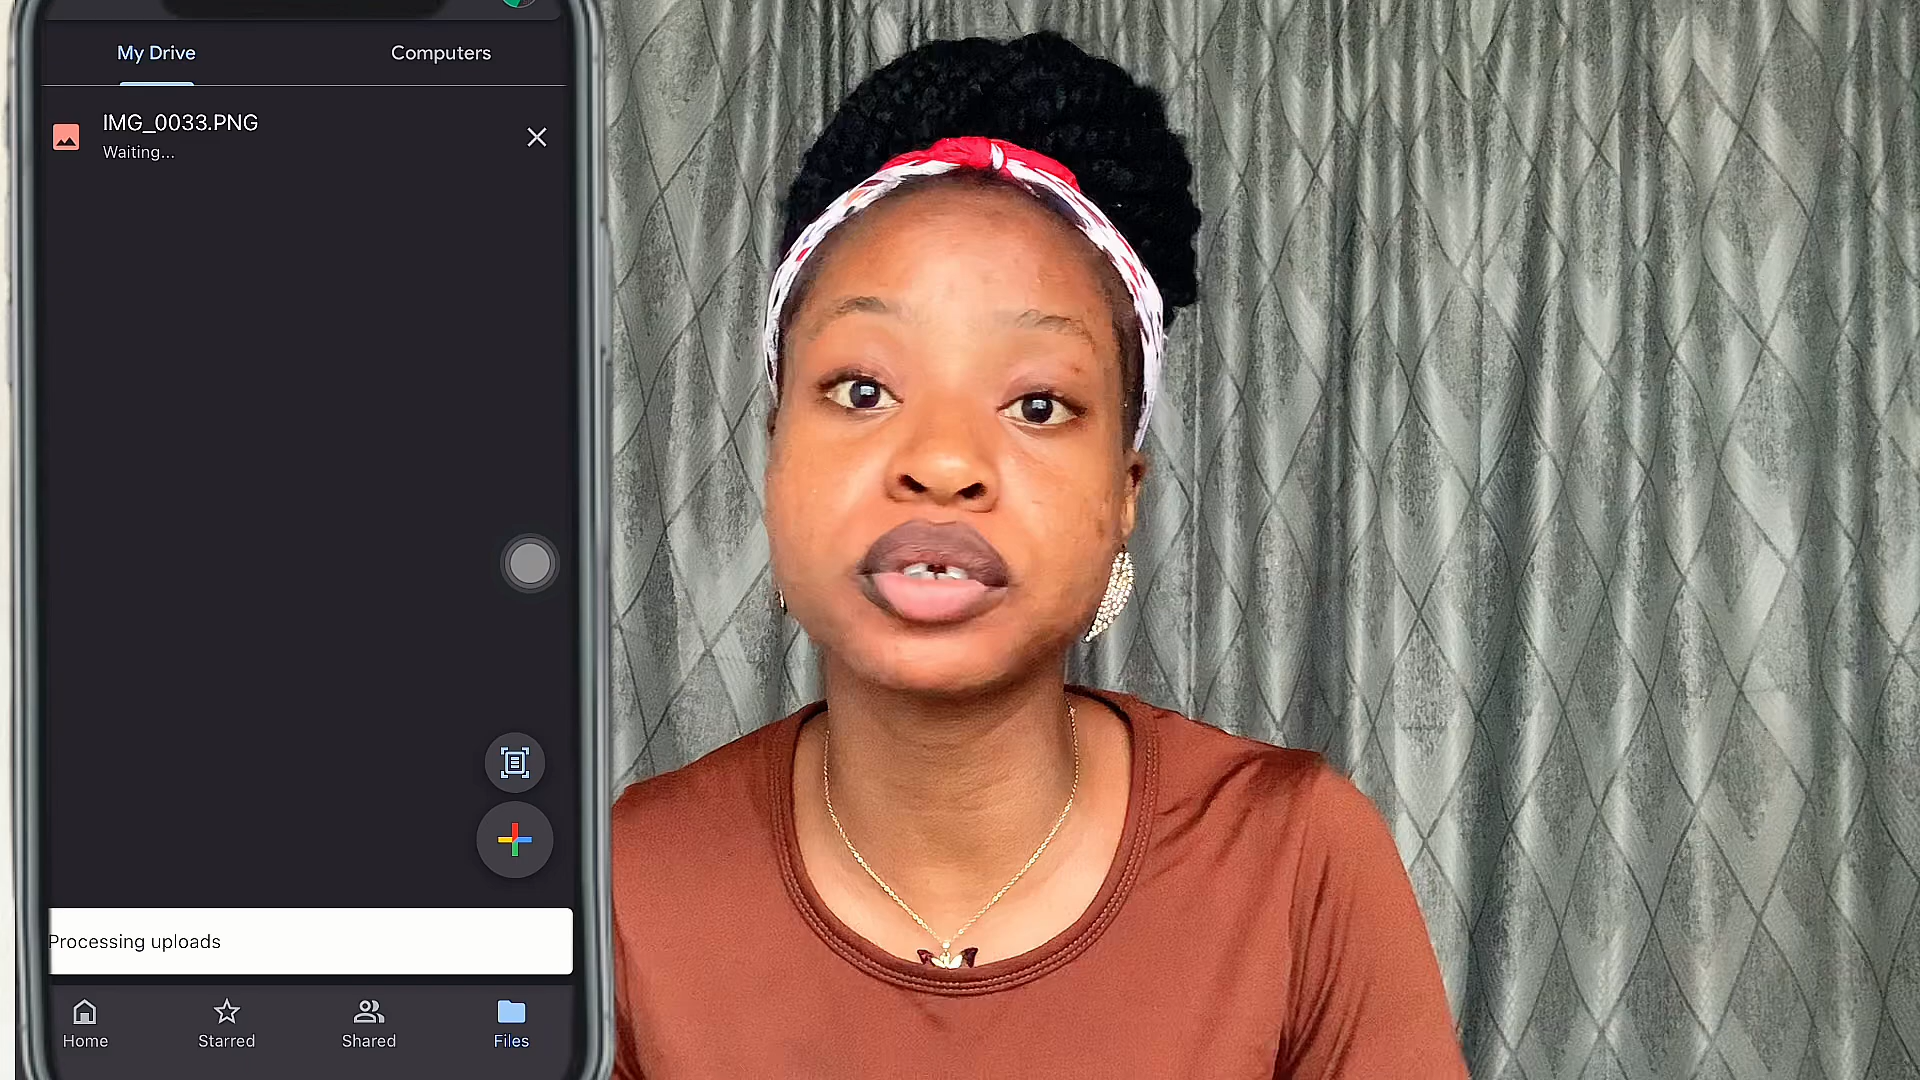 My Drive
Computers
IMG_0033.PNG
Waiting...
Processing uploads
Home
Starred
Shared
Files